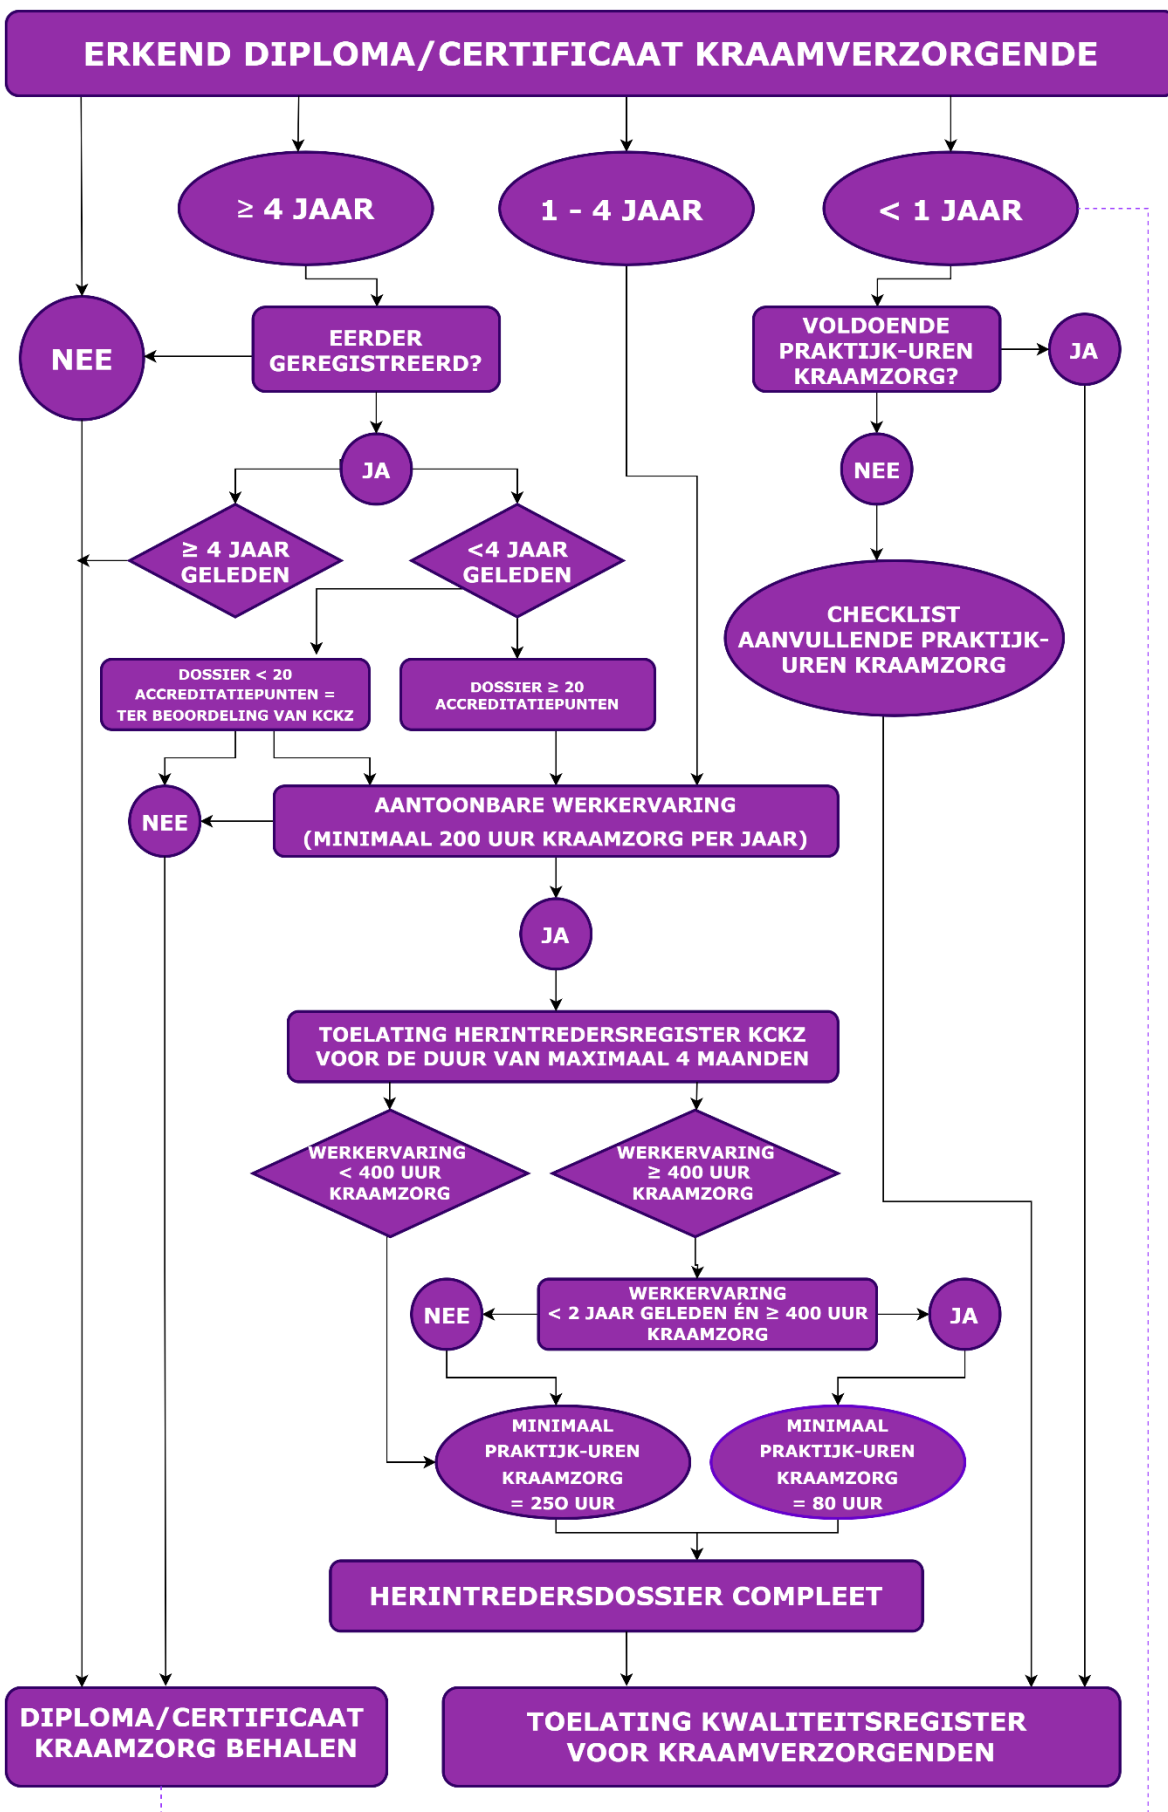 ERKEND DIPLOMA/CERTIFICAAT KRAAMVERZORGENDE
≥ 4 JAAR
1 - 4 JAAR
< 1 JAAR
NEE
EERDER
GEREGISTREERD?
VOLDOENDE
PRAKTIJK-UREN
KRAAMZORG?
JA
JA
NEE
≥ 4 JAAR
GELEDEN
<4 JAAR
GELEDEN
CHECKLIST
AANVULLENDE PRAKTIJK-
UREN KRAAMZORG
DOSSIER < 20
ACCREDITATIEPUNTEN =
TER BEOORDELING VAN KCKZ
DOSSIER ≥ 20
ACCREDITATIEPUNTEN
NEE
AANTOONBARE WERKERVARING
(MINIMAAL 200 UUR KRAAMZORG PER JAAR)
JA
TOELATING HERINTREDERSREGISTER KCKZ
VOOR DE DUUR VAN MAXIMAAL 4 MAANDEN
WERKERVARING
< 400 UUR
KRAAMZORG
WERKERVARING
≥ 400 UUR
KRAAMZORG
NEE
WERKERVARING
< 2 JAAR GELEDEN ÉN ≥ 400 UUR
KRAAMZORG
JA
MINIMAAL
PRAKTIJK-UREN
KRAAMZORG
= 25O UUR
MINIMAAL
PRAKTIJK-UREN
KRAAMZORG
= 80 UUR
HERINTREDERSDOSSIER COMPLEET
DIPLOMA/CERTIFICAAT
KRAAMZORG BEHALEN
TOELATING KWALITEITSREGISTER
VOOR KRAAMVERZORGENDEN